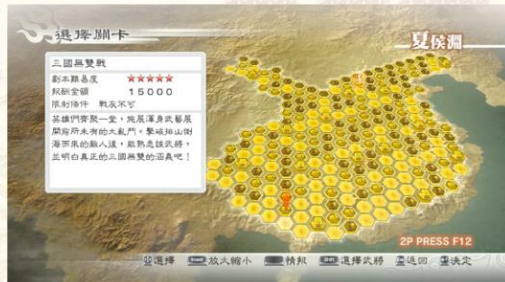 選擇關卡
夏侯淵
三國無雙戰
劇本難易度 ★★★★★
報酬金額 15000
限制條件 戰友不可
英雄們齊聚一堂，施展渾身武藝展
開前所未有的大亂鬥。擊破排山倒
海而來的敵人達，
並明白真正的三國無雙的涵義吧！
2P PRESS F12
選擇 放大縮小 情報 選擇武將 返回 決定